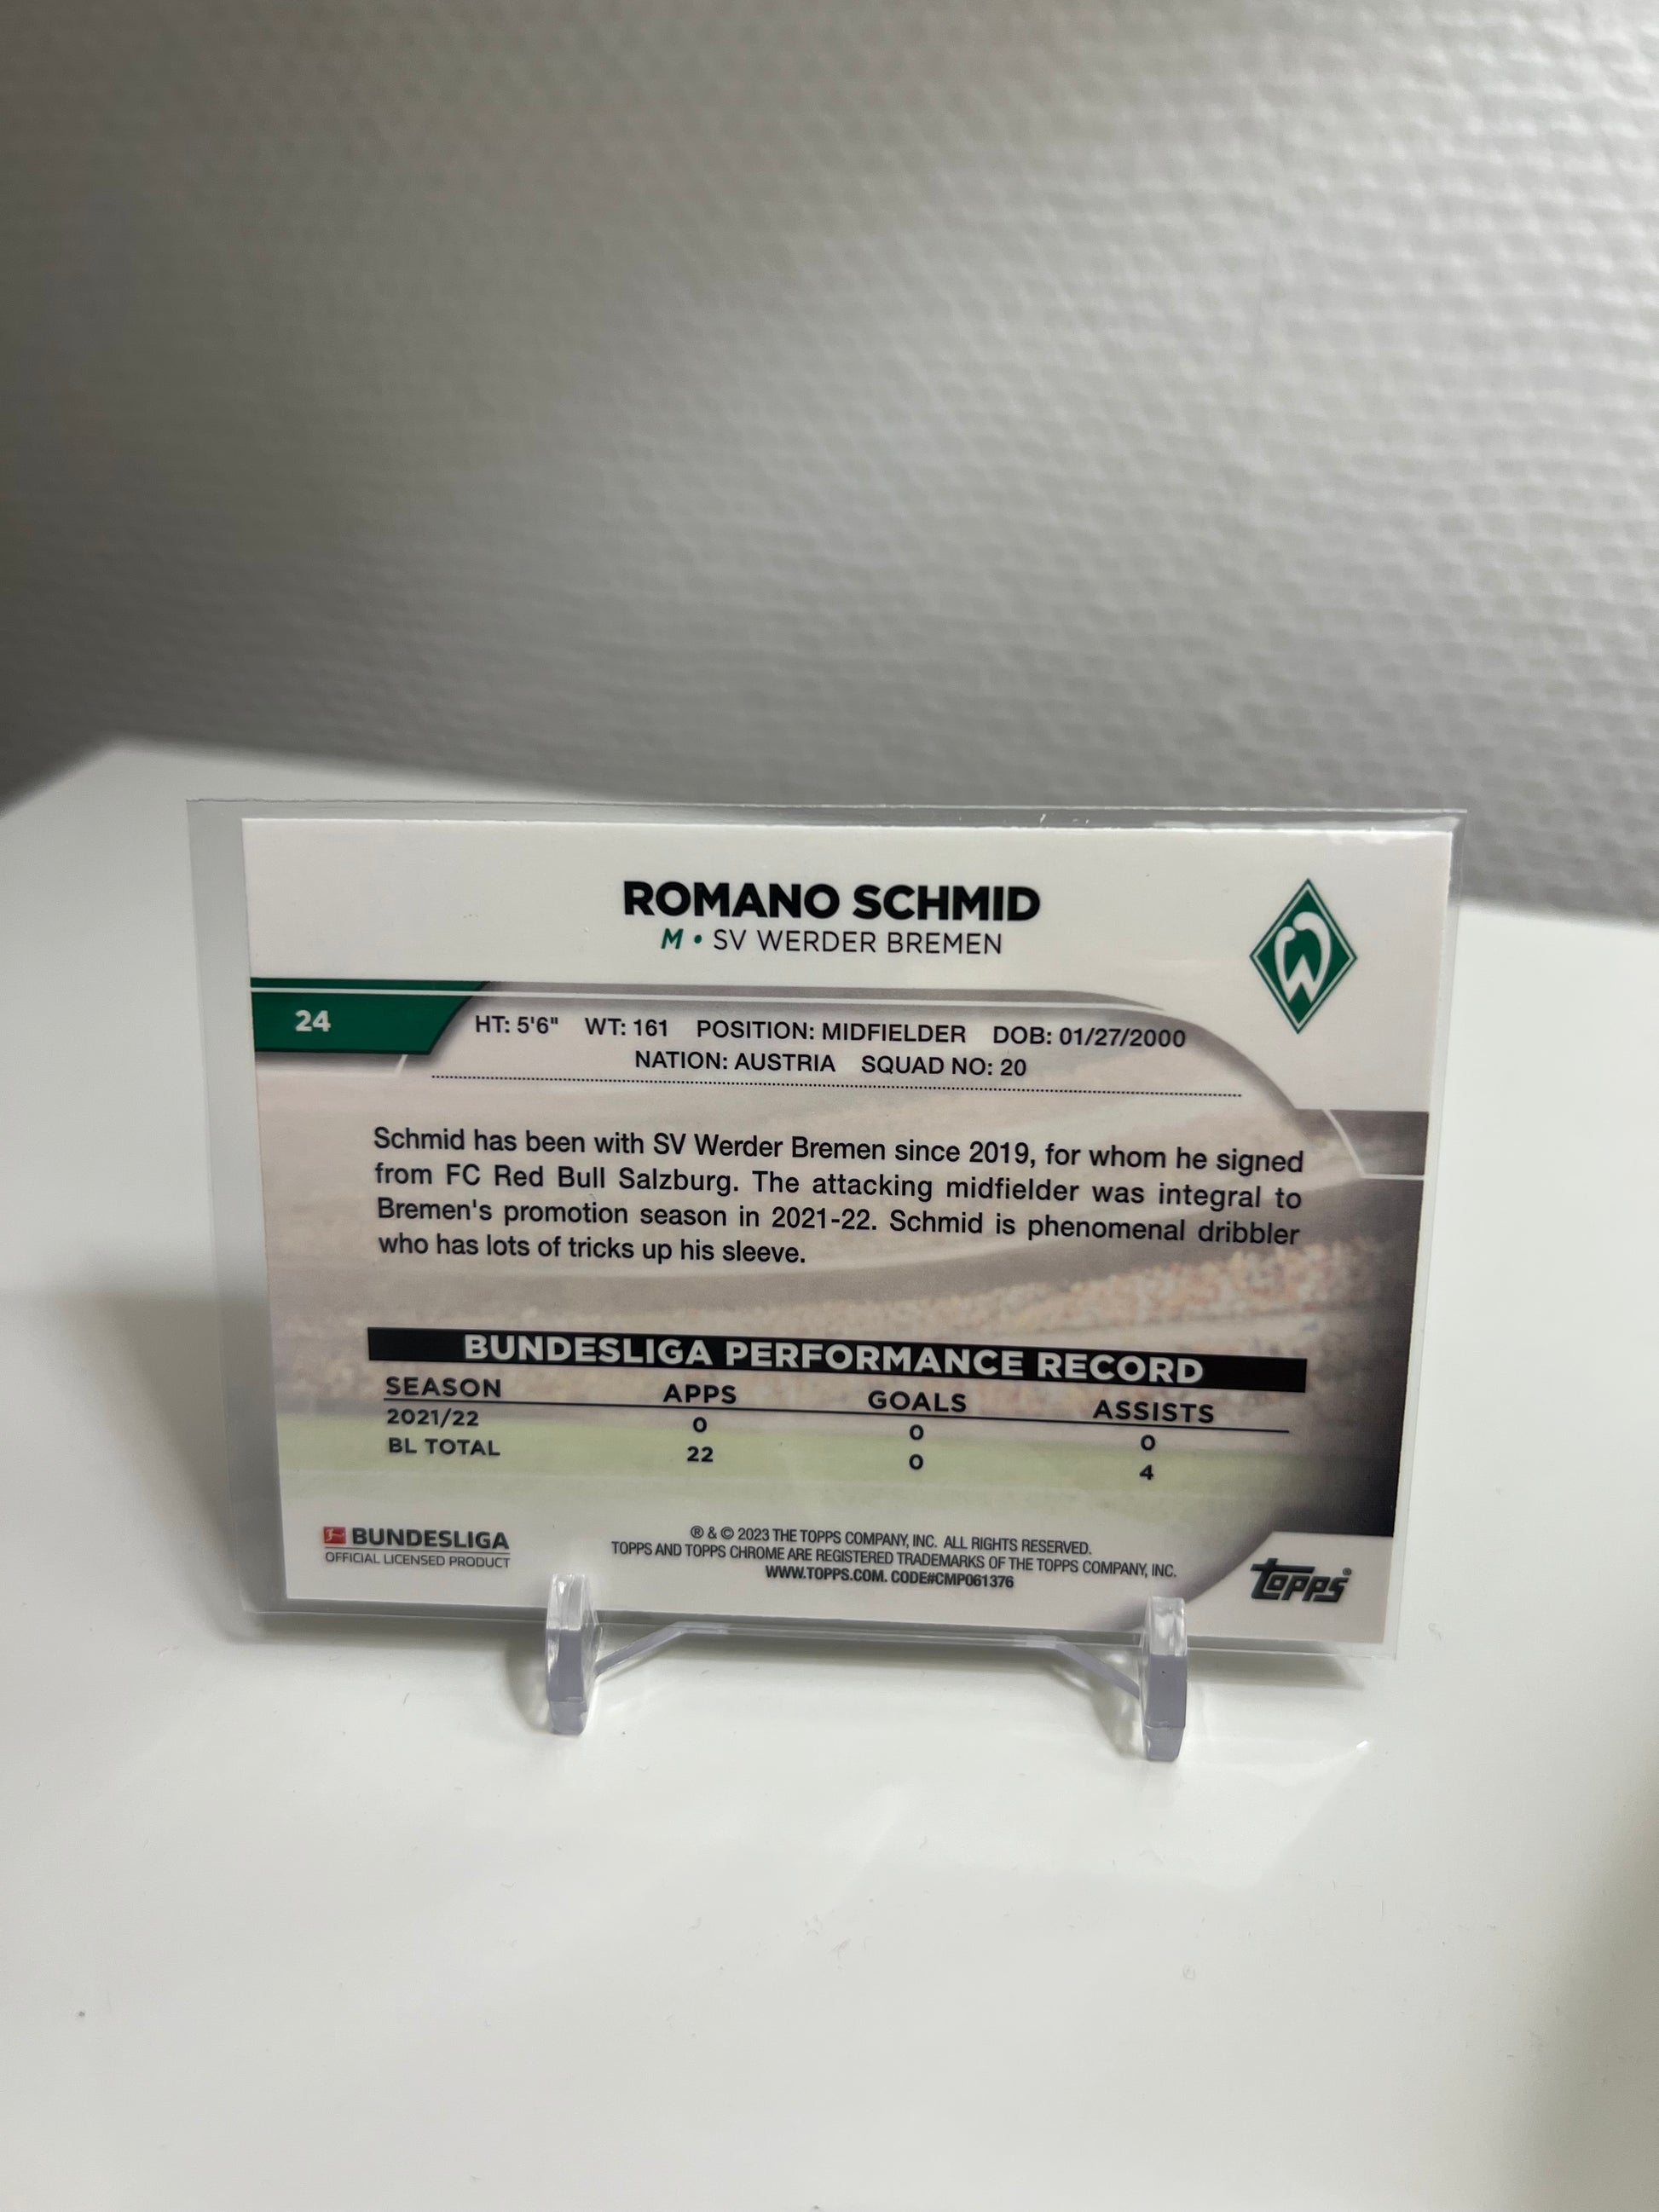 ROMANO SCHMID
M • SV WERDER BREMEN
24
HT: 5'6" WT: 161 POSITION: MIDFIELDER DOB: 01/27/2000
NATION: AUSTRIA SQUAD NO: 20
Schmid has been with SV Werder Bremen since 2019, for whom he signed
from FC Red Bull Salzburg. The attacking midfielder was integral to
Bremen's promotion season in 2021-22. Schmid is phenomenal dribbler
who has lots of tricks up his sleeve.
BUNDESLIGA PERFORMANCE RECORD
SEASON APPS GOALS ASSISTS
2021/22 0 0 0
BL TOTAL 22 0 4
BUNDESLIGA
OFFICIAL LICENSED PRODUCT
® & © 2023 THE TOPPS COMPANY, INC. ALL RIGHTS RESERVED.
TOPPS AND TOPPS CHROME ARE REGISTERED TRADEMARKS OF THE TOPPS COMPANY, INC.
WWW.TOPPS.COM. CODE#CMP061376
topps®